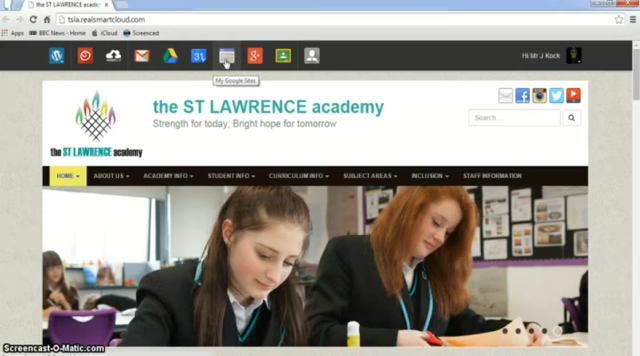 the ST LAWRENCE academy
tsla.realsmartcloud.com
Apps
BBC News - Home
iCloud
Screencast
31
Hi Mr J Kock
My Google Sites
the ST LAWRENCE academy
Strength for today, Bright hope for tomorrow
Search ...
the ST LAWRENCE academy
HOME
ABOUT US
ACADEMY INFO
STUDENT INFO
CURRICULUM INFO
SUBJECT AREAS
INCLUSION
STAFF INFORMATION
Screencast-O-Matic.com